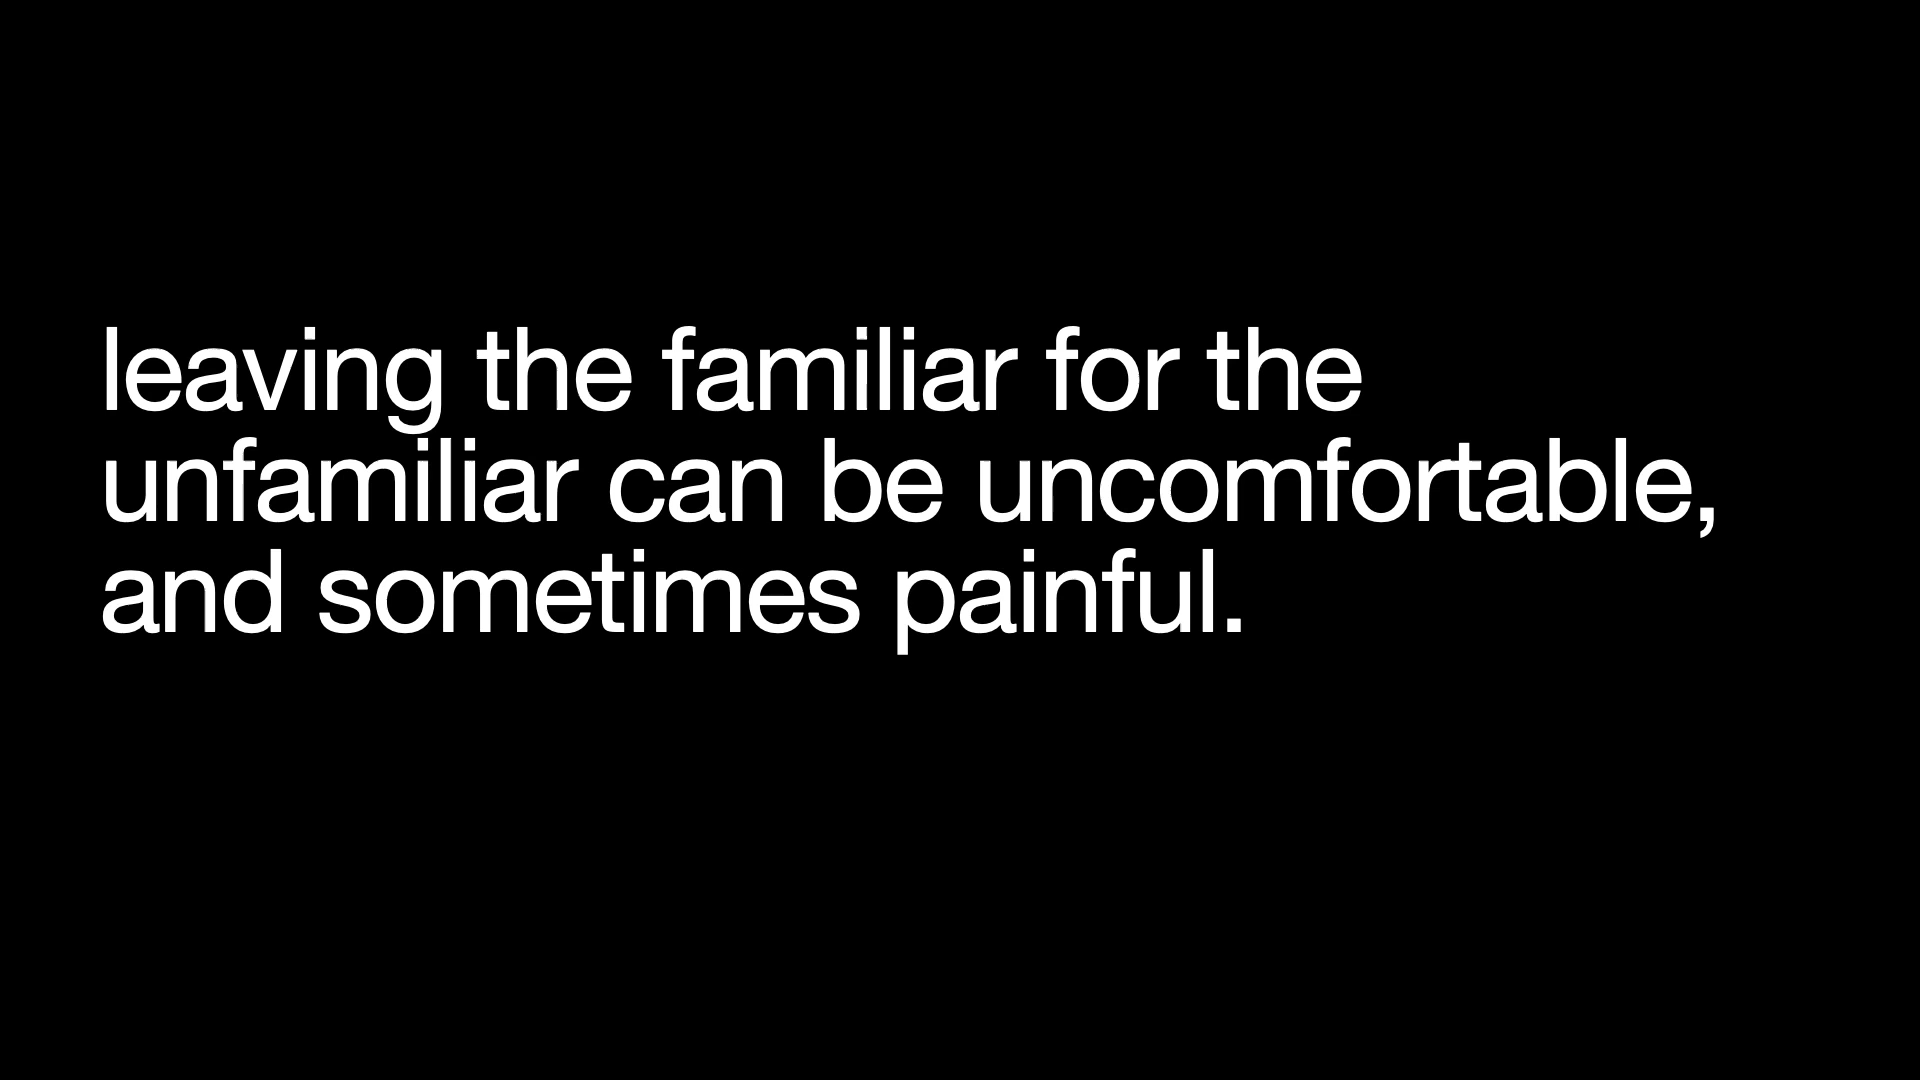 leaving the familiar for the
unfamiliar can be uncomfortable,
and sometimes painful.